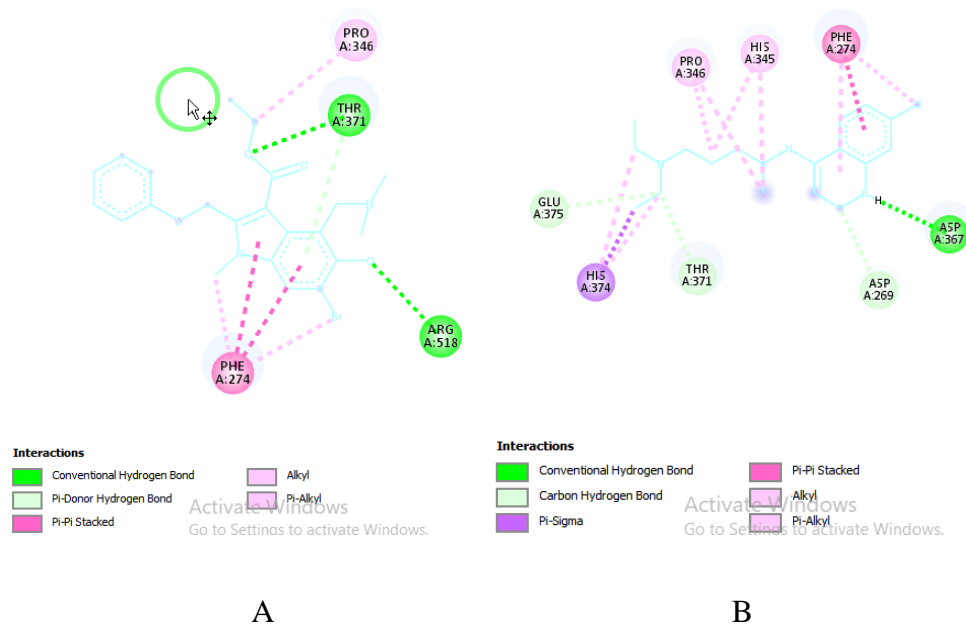 PRO
A:346
THR
A:371
O
O
N
N
O
Br
ARG
A:518
PHE
A:274
Interactions
Conventional Hydrogen Bond
Pi-Donor Hydrogen Bond
Pi-Pi Stacked
Alkyl
Pi-Alkyl
Activate Windows
Go to Settings to activate Windows.
A
PRO
A:346
HIS
A:345
PHE
A:274
N
N
N
H
GLU
A:375
HIS
A:374
THR
A:371
ASP
A:269
ASP
A:367
Interactions
Conventional Hydrogen Bond
Carbon Hydrogen Bond
Pi-Sigma
Pi-Pi Stacked
Alkyl
Pi-Alkyl
Activate Windows
Go to Settings to activate Windows.
B